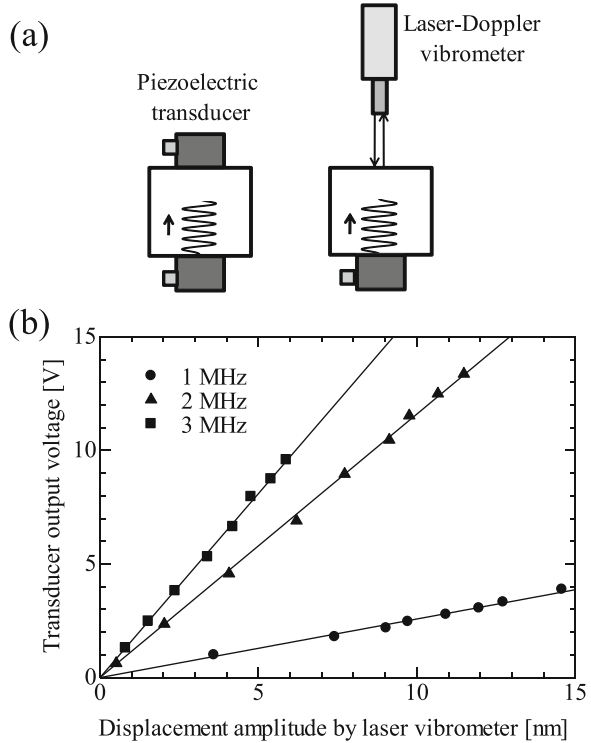 (a)
Laser-Doppler
vibrometer
Piezoelectric
transducer
(b)
15
10
5
0
Transducer output voltage [V]
1 MHz
2 MHz
3 MHz
0 5 10 15
Displacement amplitude by laser vibrometer [nm]